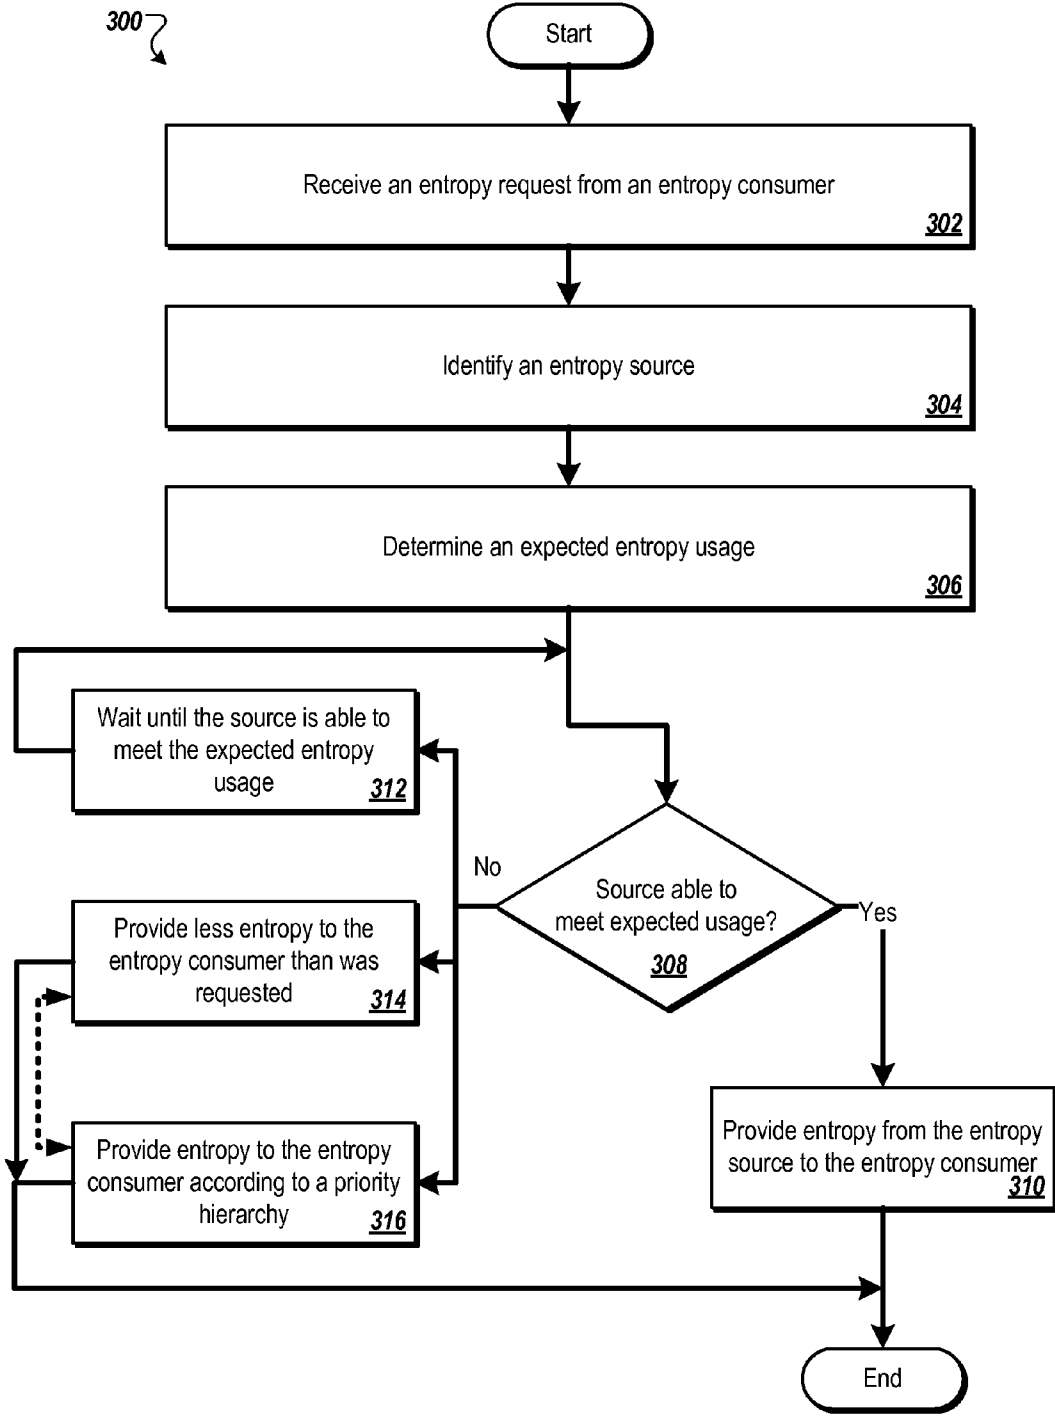 300
Start
Receive an entropy request from an entropy consumer
302
Identify an entropy source
304
Determine an expected entropy usage
306
Wait until the source is able to
meet the expected entropy
usage
312
No
Source able to
meet expected usage?
308
Yes
Provide less entropy to the
entropy consumer than was
requested
314
Provide entropy to the entropy
consumer according to a priority
hierarchy
316
Provide entropy from the entropy
source to the entropy consumer
310
End